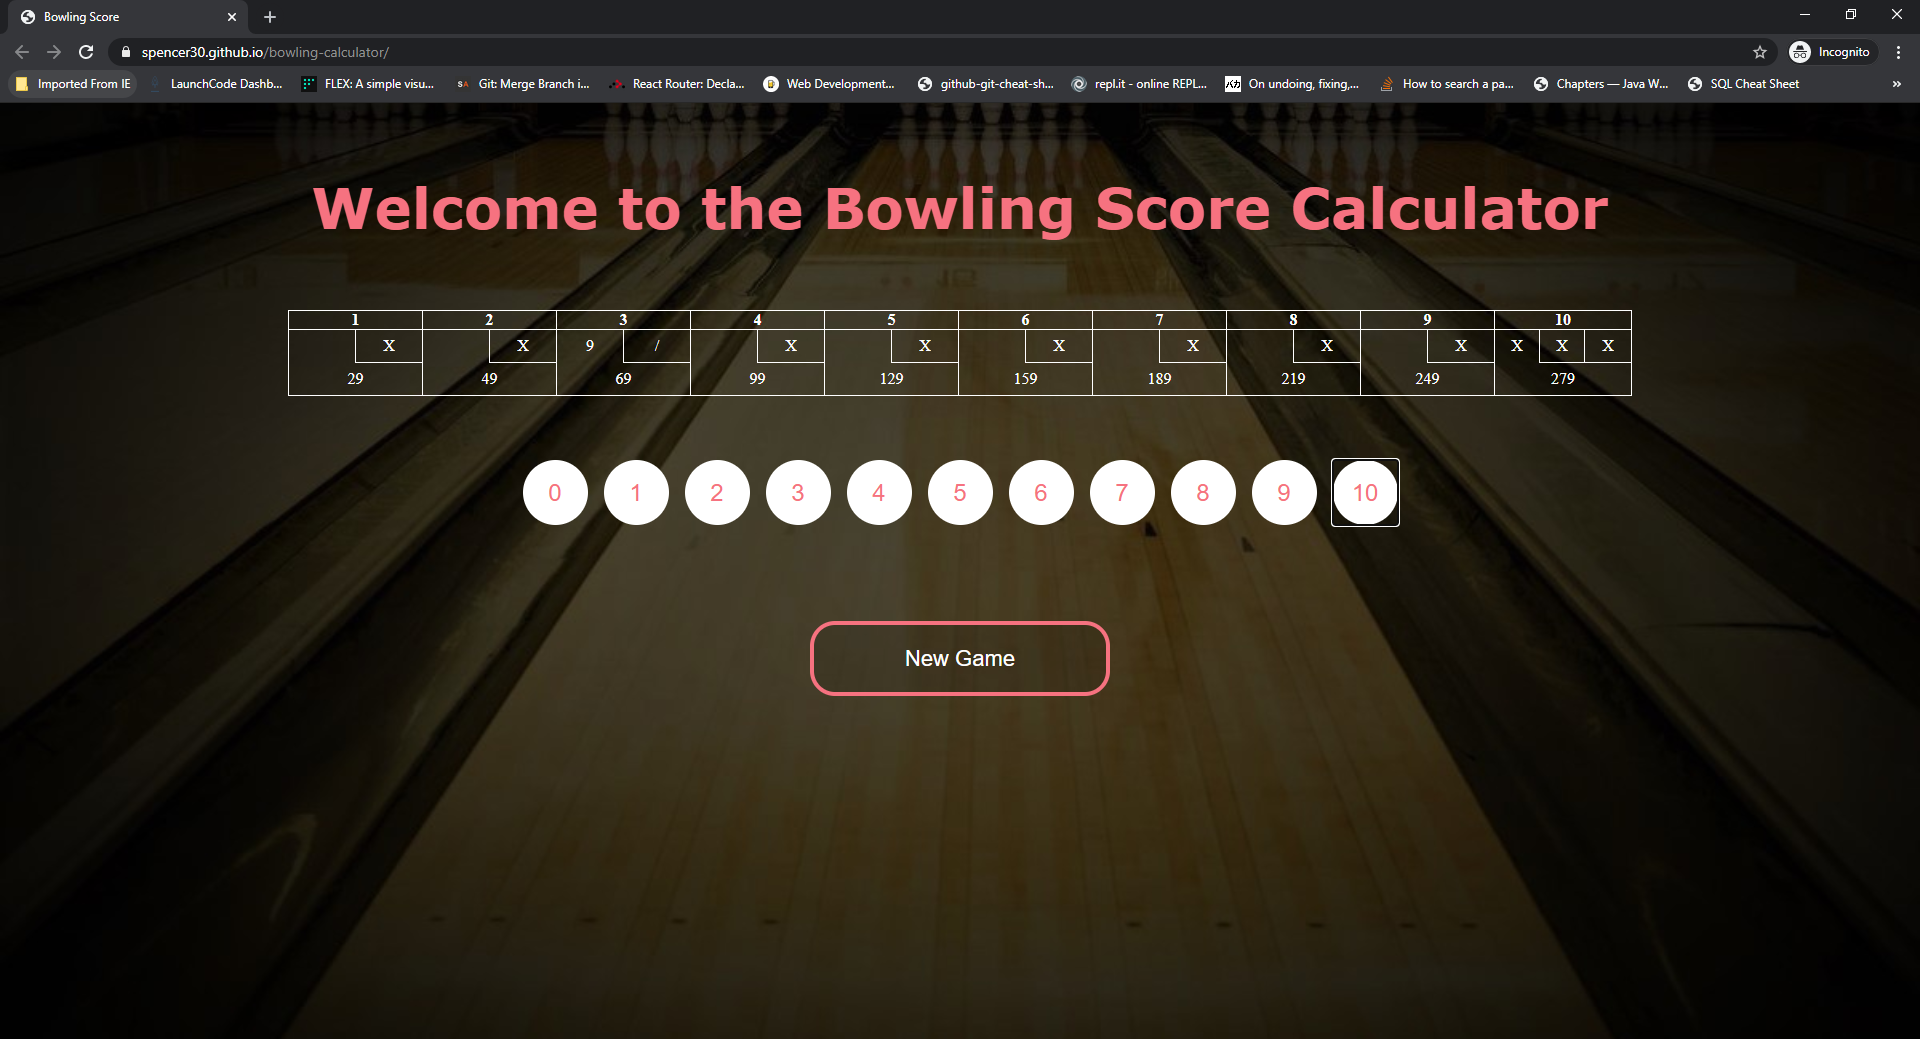 Bowling Score
spencer30.github.io/bowling-calculator/
Incognito
Imported From IE
LaunchCode Dashb...
FLEX: A simple visu...
SA
Git: Merge Branch i...
React Router: Decla...
Web Development...
github-git-cheat-sh...
repl.it - online REPL...
On undoing, fixing,...
How to search a pa...
Chapters — Java W...
SQL Cheat Sheet
»
Welcome to the Bowling Score Calculator
1 2 3 4 5 6 7 8 9 10
X X 9 / X X X X X X X X X
29 49 69 99 129 159 189 219 249 279
0 1 2 3 4 5 6 7 8 9 10
New Game